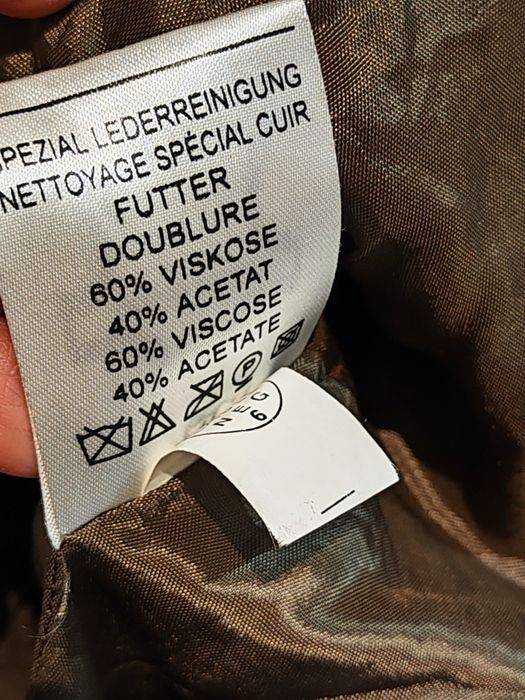 SPEZIAL LEDERREINIGUNG
NETTOYAGE SPÉCIAL CUIR
FUTTER
DOUBLURE
60% VISKOSE
40% ACETAT
60% VISCOSE
40% ACETATE
P